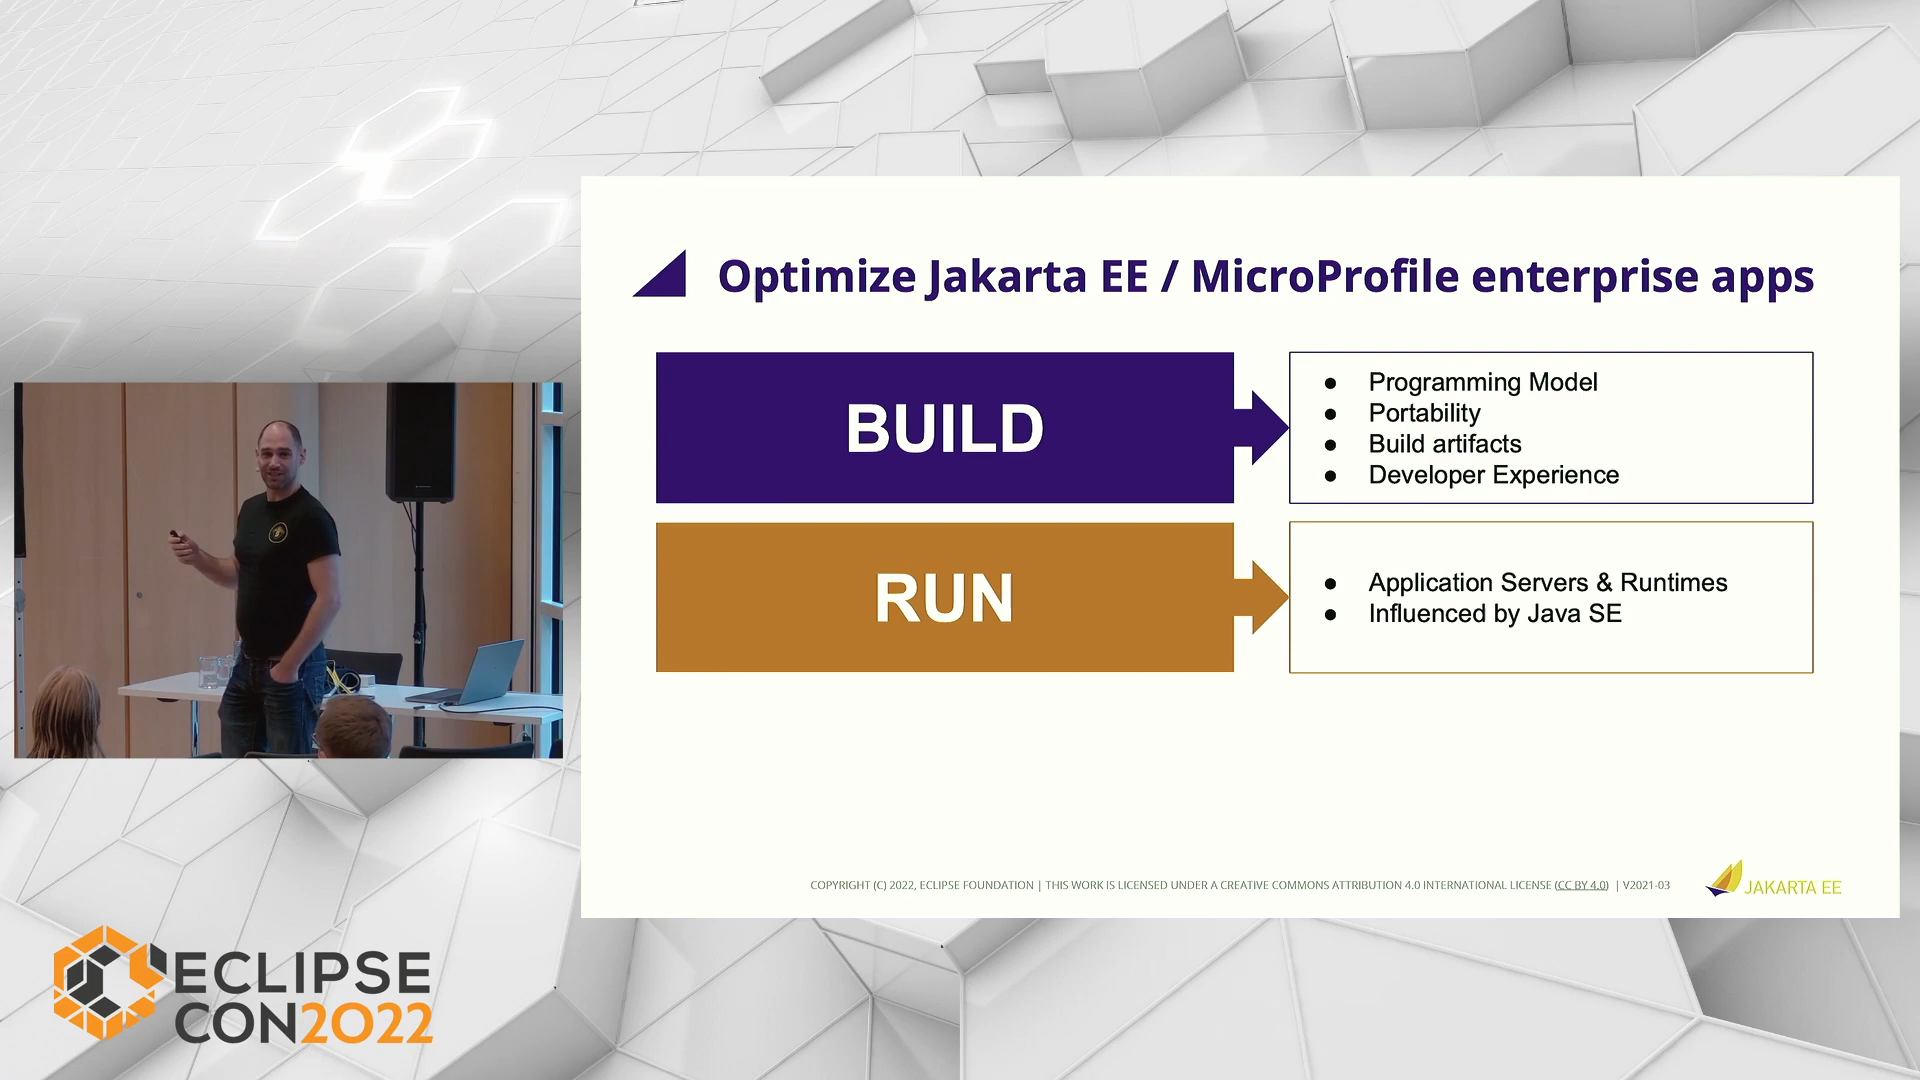 Optimize Jakarta EE / MicroProfile enterprise apps
BUILD
● Programming Model
● Portability
● Build artifacts
● Developer Experience
RUN
● Application Servers & Runtimes
● Influenced by Java SE
COPYRIGHT (C) 2022, ECLIPSE FOUNDATION | THIS WORK IS LICENSED UNDER A CREATIVE COMMONS ATTRIBUTION 4.0 INTERNATIONAL LICENSE (CC BY 4.0) | V2021-03
JAKARTA EE
ECLIPSE
CON2022